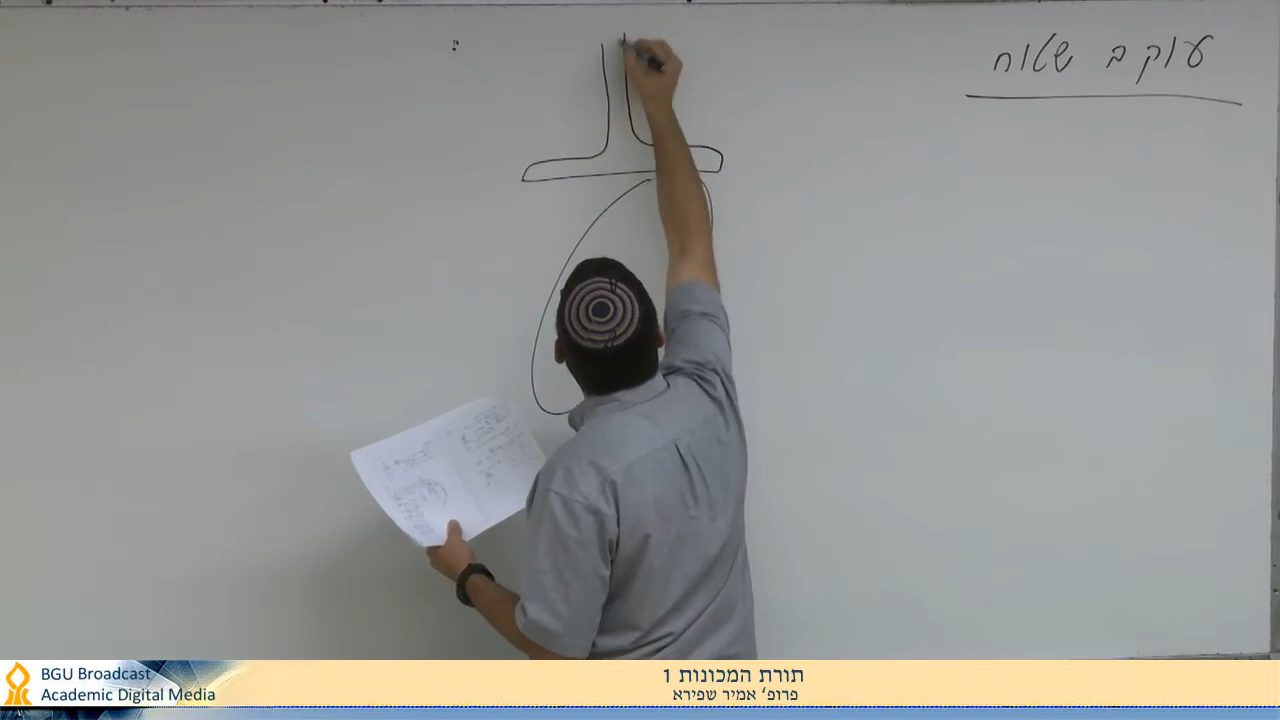 עוקב שטוח
BGU Broadcast
Academic Digital Media
תורת המכונות 1
פרופ׳ אמיר שפירא